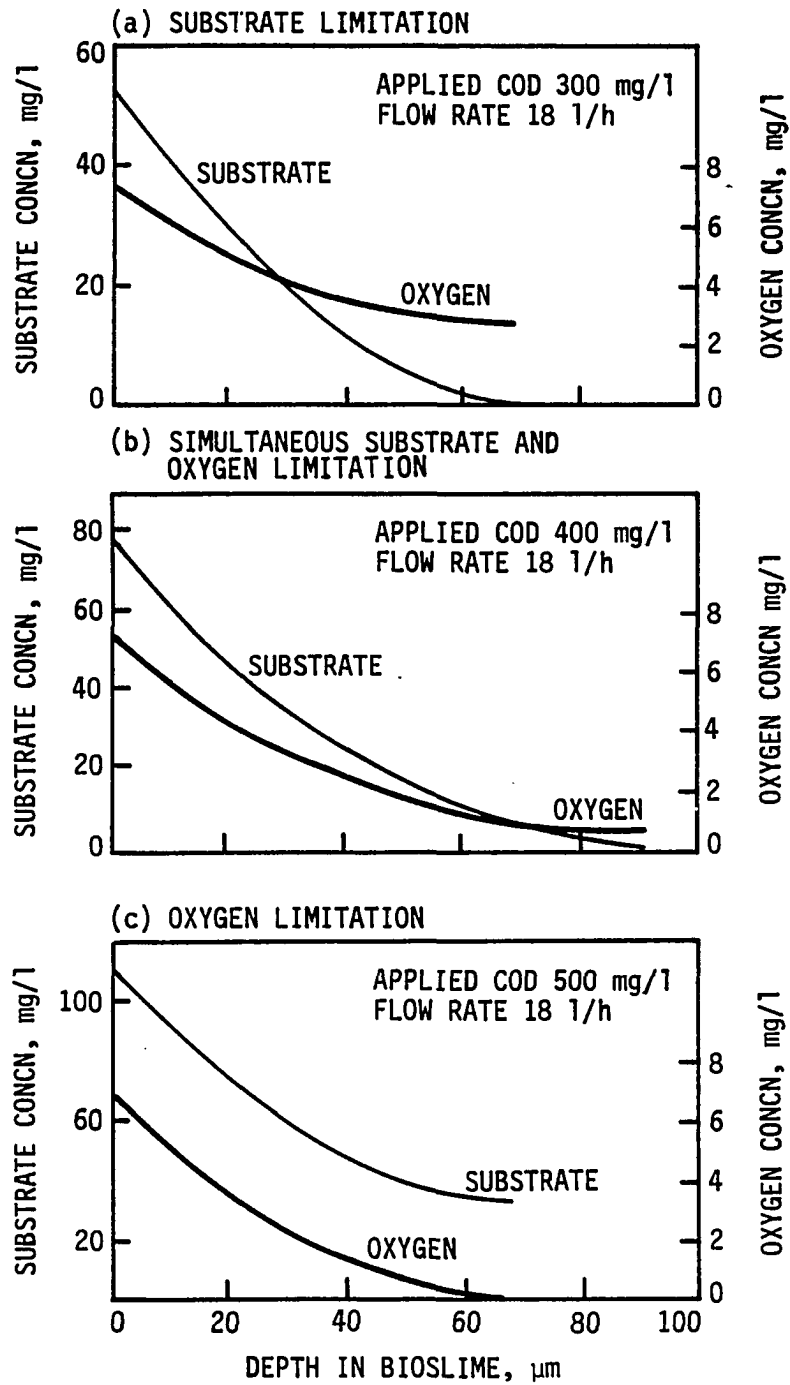 (a) SUBSTRATE LIMITATION
60
40
20
0
SUBSTRATE CONCN, mg/l
APPLIED COD 300 mg/l
FLOW RATE 18 l/h
SUBSTRATE
OXYGEN
8
6
4
2
0
OXYGEN CONCN, mg/l
(b) SIMULTANEOUS SUBSTRATE AND
OXYGEN LIMITATION
80
60
40
20
0
SUBSTRATE CONCN, mg/l
APPLIED COD 400 mg/l
FLOW RATE 18 l/h
SUBSTRATE
OXYGEN
8
6
4
2
0
OXYGEN CONCN mg/l
(c) OXYGEN LIMITATION
100
60
20
SUBSTRATE CONCN, mg/l
APPLIED COD 500 mg/l
FLOW RATE 18 l/h
SUBSTRATE
OXYGEN
8
6
4
2
0
OXYGEN CONCN, mg/l
0 20 40 60 80 100
DEPTH IN BIOSLIME, μm